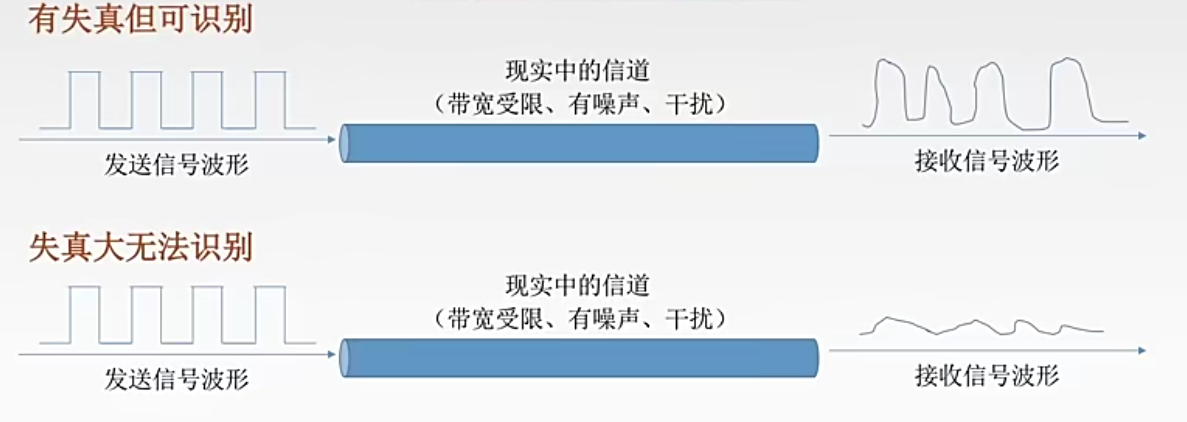 有失真但可识别
现实中的信道
（带宽受限、有噪声、干扰）
发送信号波形
接收信号波形
失真大无法识别
现实中的信道
（带宽受限、有噪声、干扰）
发送信号波形
接收信号波形